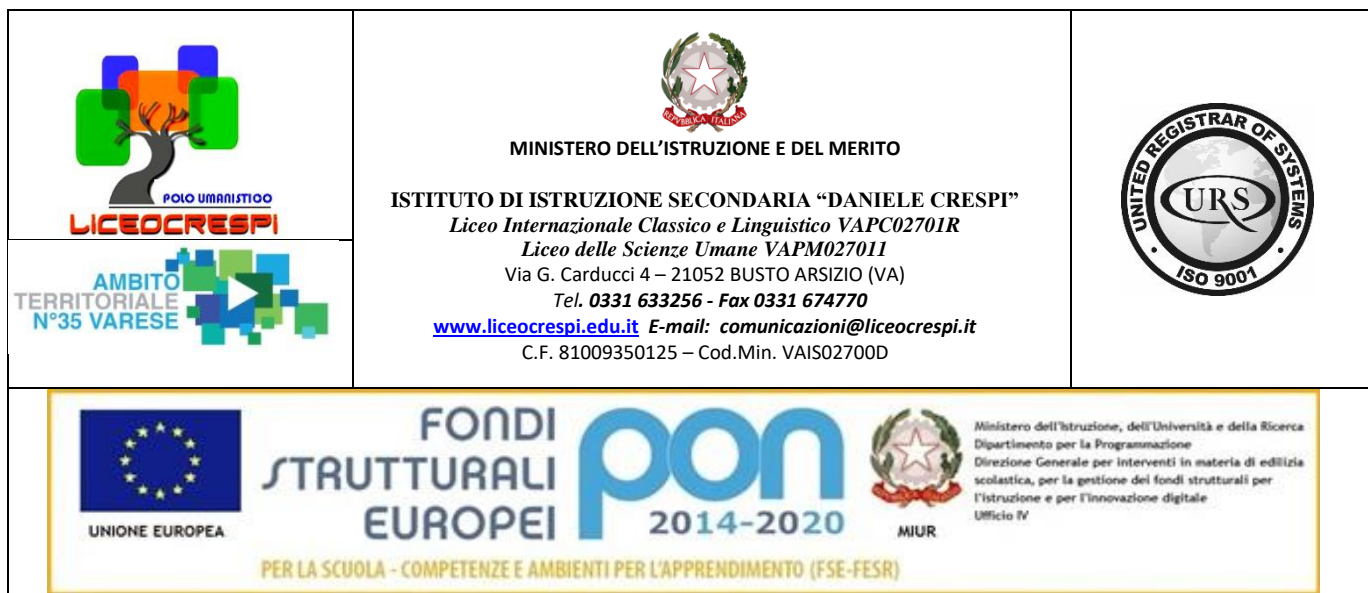 POLO UMANISTICO
LICEOCRESPI
AMBITO
TERRITORIALE
N°35 VARESE
REPVBBLICA ITALIANA
MINISTERO DELL’ISTRUZIONE E DEL MERITO
ISTITUTO DI ISTRUZIONE SECONDARIA “DANIELE CRESPI”
Liceo Internazionale Classico e Linguistico VAPC02701R
Liceo delle Scienze Umane VAPM027011
Via G. Carducci 4 – 21052 BUSTO ARSIZIO (VA)
Tel. 0331 633256 - Fax 0331 674770
www.liceocrespi.edu.it E-mail: comunicazioni@liceocrespi.it
C.F. 81009350125 – Cod.Min. VAIS02700D
UNITED REGISTRAR OF SYSTEMS
URS
ISO 9001
UNIONE EUROPEA
FONDI
STRUTTURALI
EUROPEI
pon
2014-2020
MIUR
Ministero dell'Istruzione, dell'Università e della Ricerca
Dipartimento per la Programmazione
Direzione Generale per interventi in materia di edilizia
scolastica, per la gestione dei fondi strutturali per
l'istruzione e per l'innovazione digitale
Ufficio IV
PER LA SCUOLA - COMPETENZE E AMBIENTI PER L'APPRENDIMENTO (FSE-FESR)